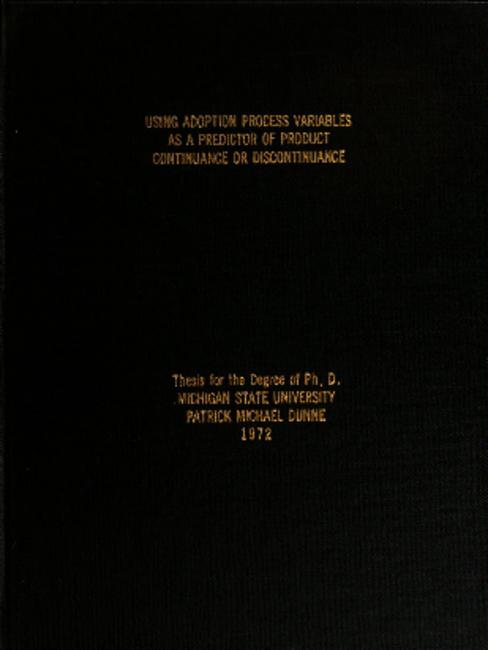 USING ADOPTION PROCESS VARIABLES
AS A PREDICTOR OF PRODUCT
CONTINUANCE OR DISCONTINUANCE
Thesis for the Degree of Ph. D.
MICHIGAN STATE UNIVERSITY
PATRICK MICHAEL DUNNE
1972